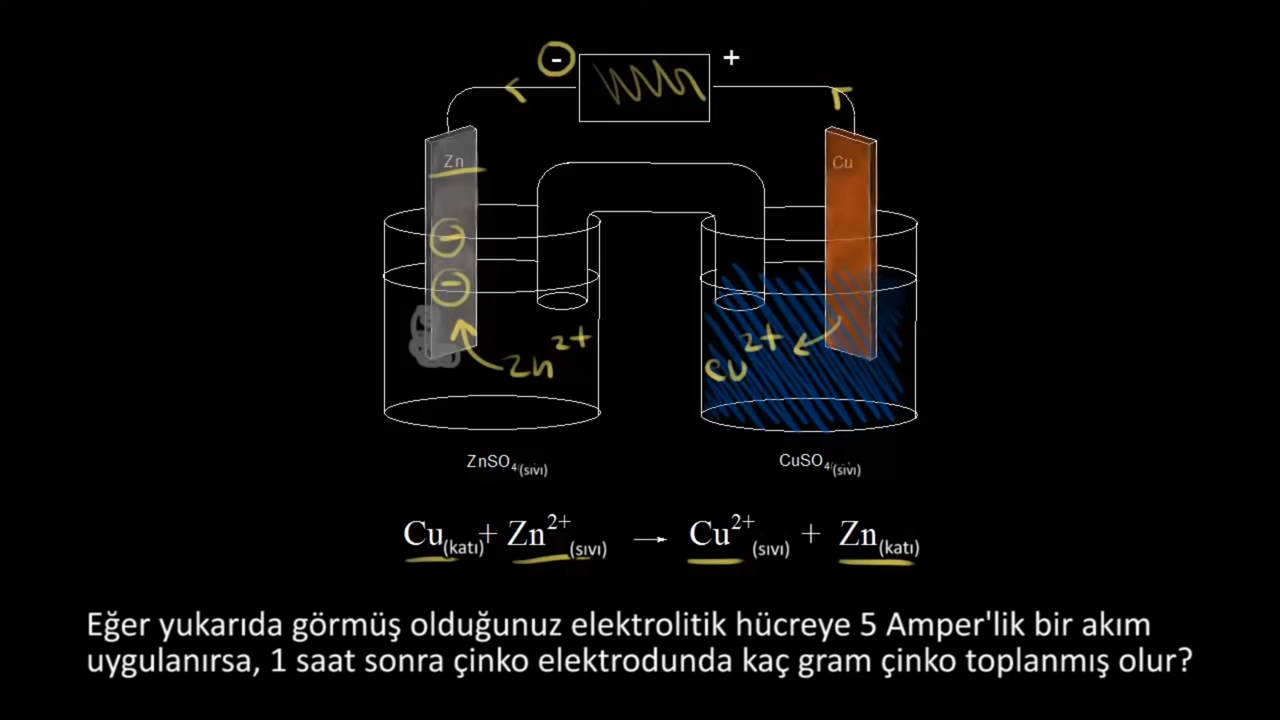 - +
Zn Cu
- 
-
Zn2+ Cu2+
ZnSO4(sıvı) CuSO4(sıvı)
Cu(katı) + Zn2+(sıvı) → Cu2+(sıvı) + Zn(katı)
Eğer yukarıda görmüş olduğunuz elektrolitik hücreye 5 Amper'lik bir akım
uygulanırsa, 1 saat sonra çinko elektrodunda kaç gram çinko toplanmış olur?